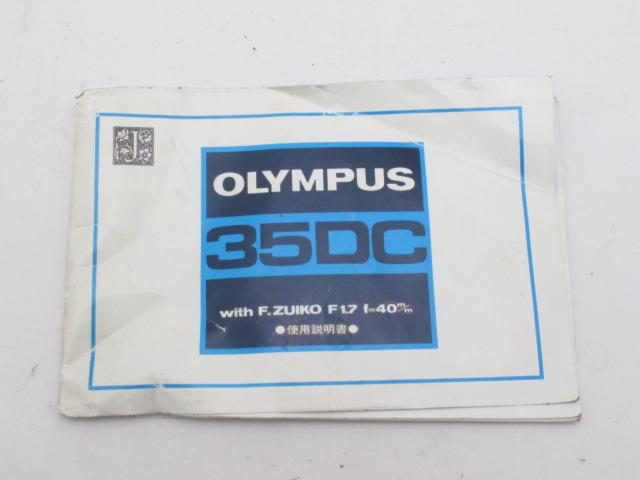 J
OLYMPUS
35DC
with F.ZUIKO F1.7 f=40m/m
●使用説明書●